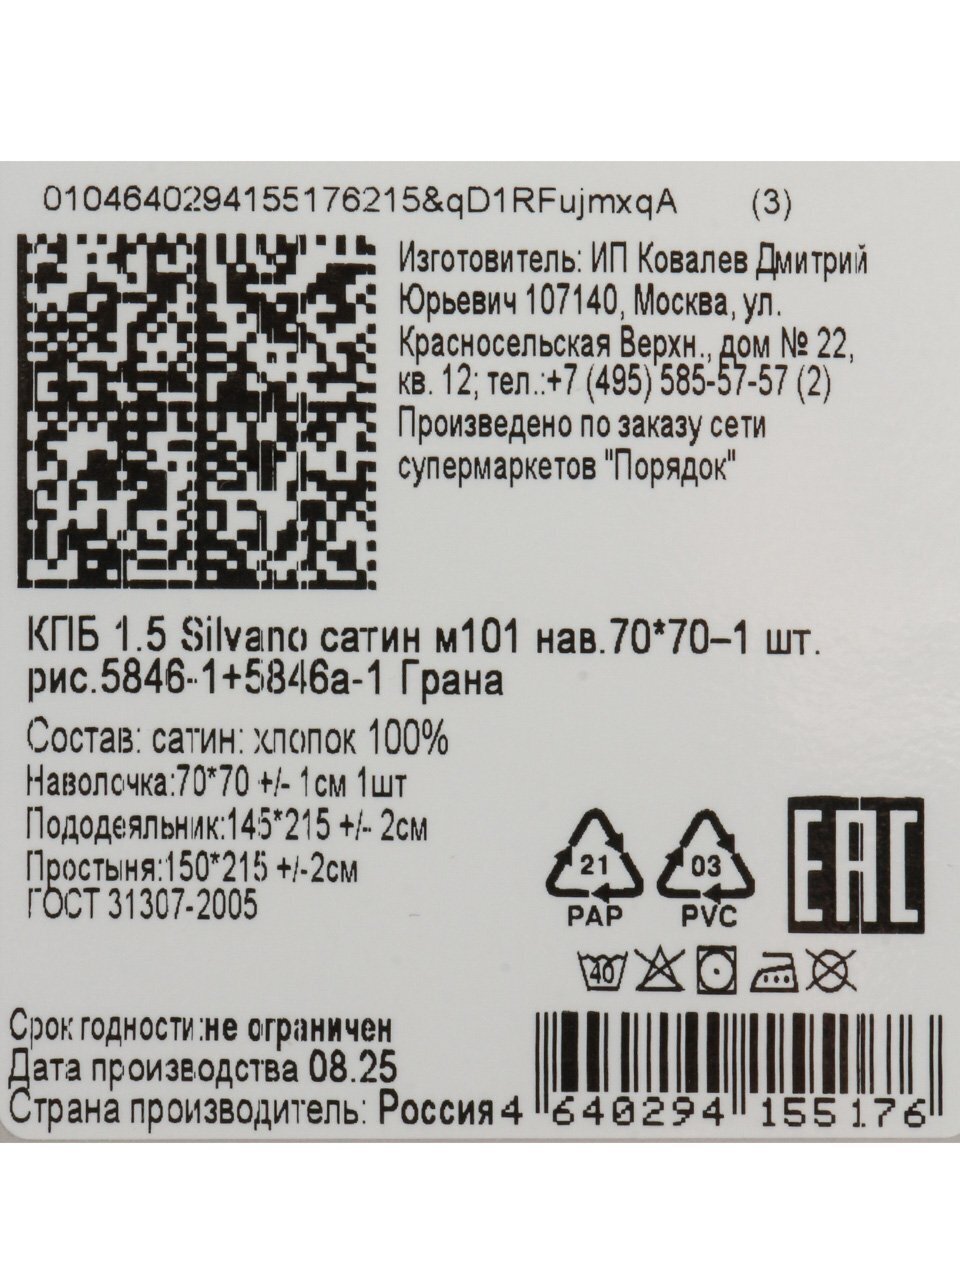 0104640294155176215&qD1RFujmxqA (3)
Изготовитель: ИП Ковалев Дмитрий
Юрьевич 107140, Москва, ул.
Красносельская Верхн., дом № 22,
кв. 12; тел.:+7 (495) 585-57-57 (2)
Произведено по заказу сети
супермаркетов "Порядок"
КПБ 1.5 Silvano сатин м101 нав.70*70–1 шт.
рис.5846-1+5846а-1 Грана
Состав: сатин: хлопок 100%
Наволочка:70*70 +/- 1см 1шт
Пододеяльник:145*215 +/- 2см
Простыня:150*215 +/-2см
ГОСТ 31307-2005
21 03
PAP PVC
EAC
40
Срок годности:не ограничен
Дата производства 08.25
Страна производитель: Россия
4 640294 155176